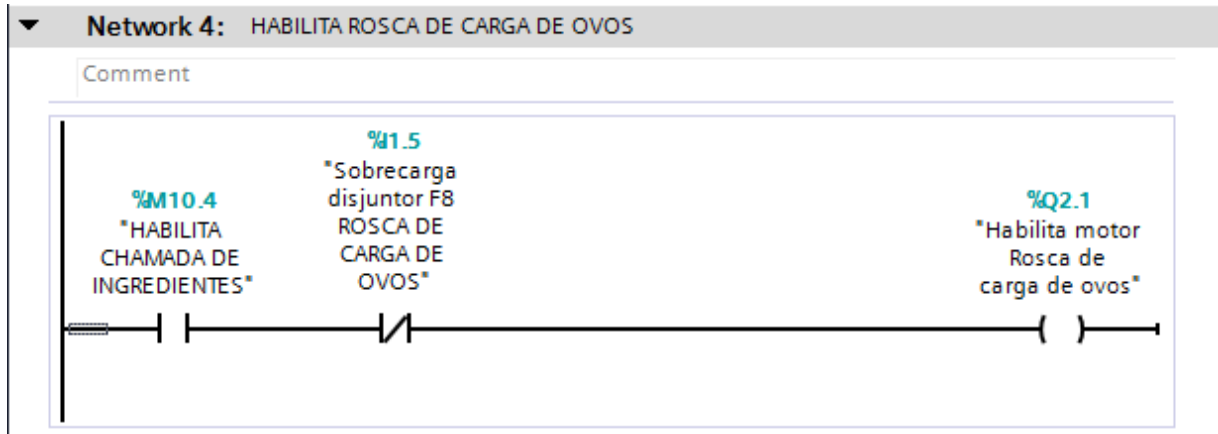 Network 4: HABILITA ROSCA DE CARGA DE OVOS
Comment
%M10.4
"HABILITA
CHAMADA DE
INGREDIENTES"
%I1.5
"Sobrecarga
disjuntor F8
ROSCA DE
CARGA DE
OVOS"
%Q2.1
"Habilita motor
Rosca de
carga de ovos"